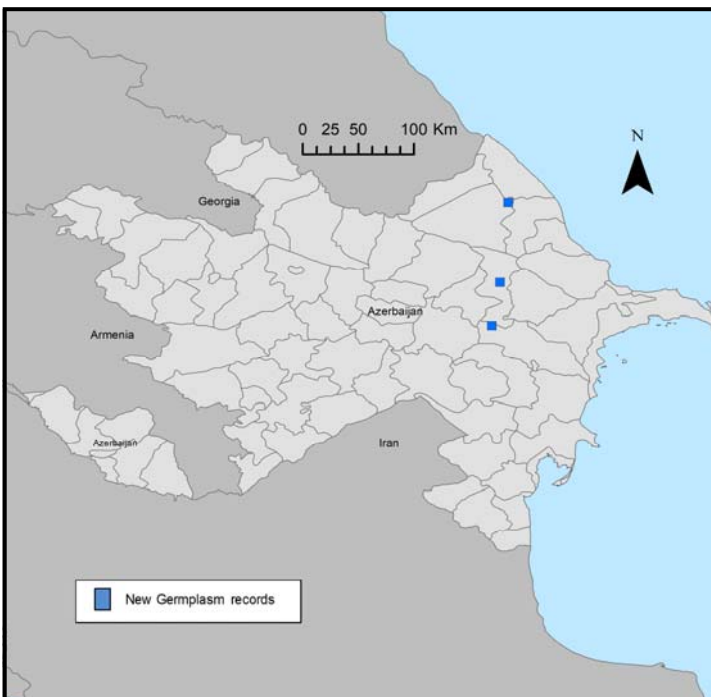 0 25 50 100 Km
N
Georgia
Azerbaijan
Armenia
Iran
Azerbaijan
New Germplasm records